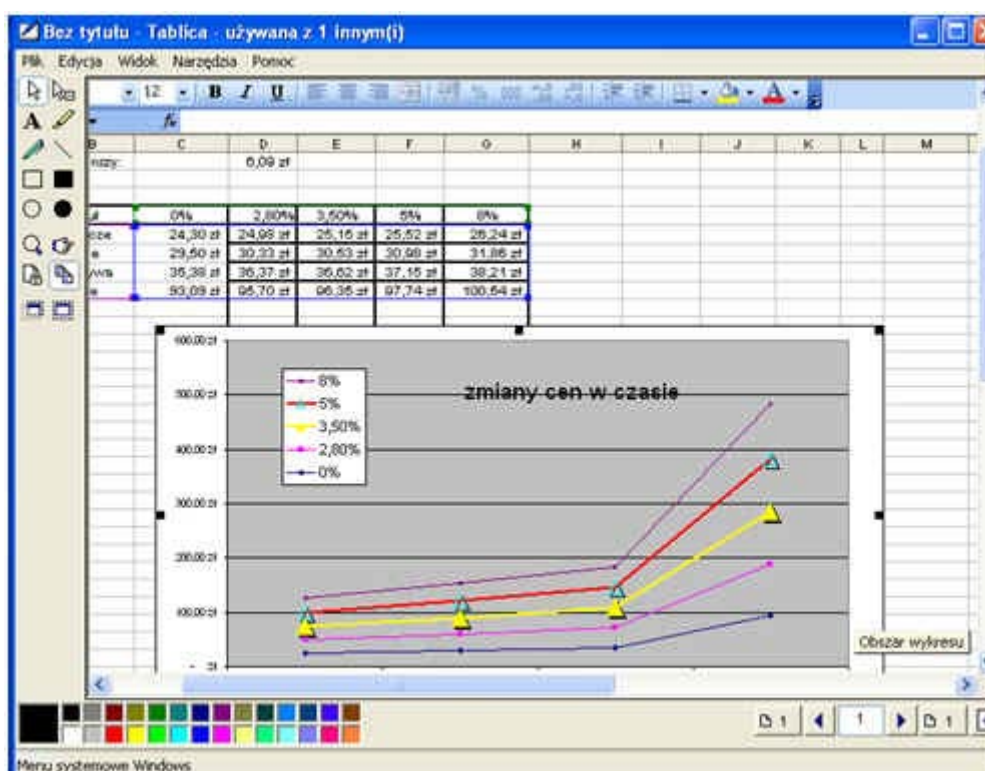 Bez tytułu - Tablica - używana z 1 innym(i)
Plik Edycja Widok Narzędzia Pomoc
12 B I U A
A fx
B C D E F G H I J K L M
nszy: 6,09 zł
0% 2,80% 3,50% 5% 8%
cze 24,30 zł 24,98 zł 25,15 zł 25,52 zł 26,24 zł
e 29,50 zł 30,33 zł 30,53 zł 30,98 zł 31,86 zł
ywa 35,38 zł 36,37 zł 36,62 zł 37,15 zł 38,21 zł
e 93,09 zł 95,70 zł 96,35 zł 97,74 zł 100,54 zł
zmiany cen w czasie
600,00 zł
500,00 zł
400,00 zł
300,00 zł
200,00 zł
100,00 zł
- zł
8%
5%
3,50%
2,80%
0%
Obszar wykresu
1 1 1
Menu systemowe Windows